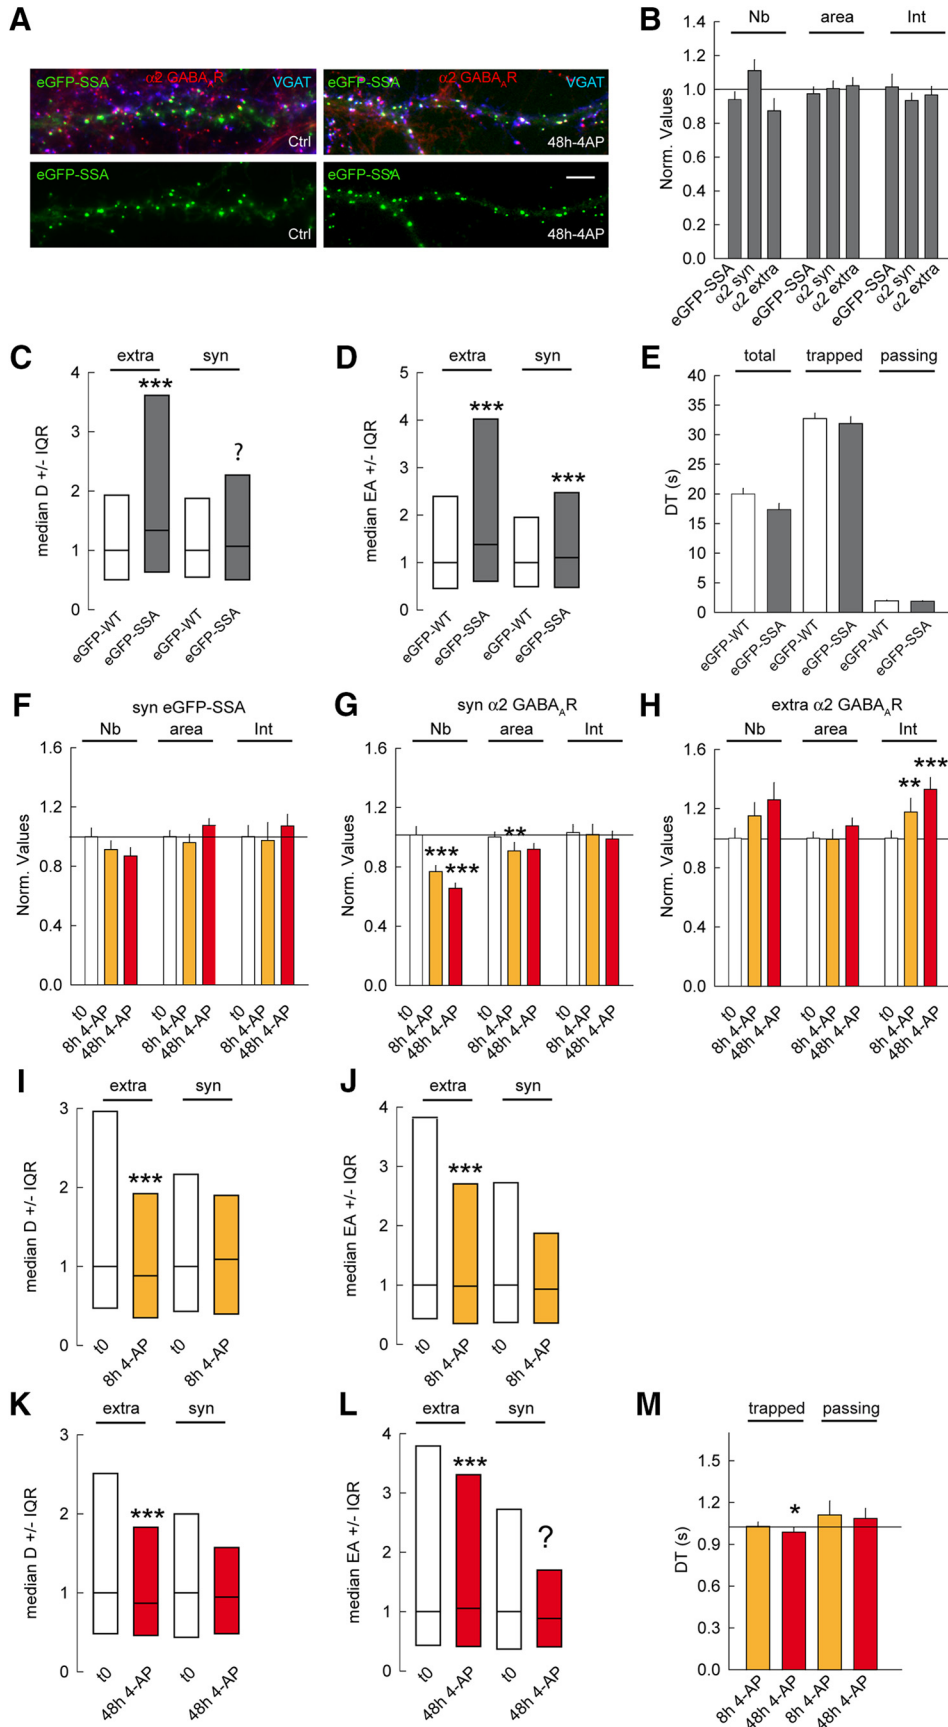 A
eGFP-SSA α2 GABA_AR VGAT
Ctrl
eGFP-SSA α2 GABA_AR VGAT
48h-4AP
eGFP-SSA
Ctrl
eGFP-SSA
48h-4AP
B
Nb area Int
Norm. Values
1.4
1.2
1.0
0.8
0.6
0.4
0.2
0.0
eGFP-SSA
α2 syn
α2 extra
eGFP-SSA
α2 syn
α2 extra
eGFP-SSA
α2 syn
α2 extra
C
extra syn
median D +/- IQR
4
3
2
1
0
***
?
eGFP-WT
eGFP-SSA
eGFP-WT
eGFP-SSA
D
extra syn
median EA +/- IQR
5
4
3
2
1
0
***
***
eGFP-WT
eGFP-SSA
eGFP-WT
eGFP-SSA
E
total trapped passing
DT (s)
40
35
30
25
20
15
10
5
0
eGFP-WT
eGFP-SSA
eGFP-WT
eGFP-SSA
eGFP-WT
eGFP-SSA
F
syn eGFP-SSA
Nb area Int
Norm. Values
1.6
1.2
0.8
0.4
0.0
t0
8h 4-AP
48h 4-AP
t0
8h 4-AP
48h 4-AP
t0
8h 4-AP
48h 4-AP
G
syn α2 GABA_AR
Nb area Int
Norm. Values
1.6
1.2
0.8
0.4
0.0
***
***
**
t0
8h 4-AP
48h 4-AP
t0
8h 4-AP
48h 4-AP
t0
8h 4-AP
48h 4-AP
H
extra α2 GABA_AR
Nb area Int
Norm. Values
1.6
1.2
0.8
0.4
0.0
**
***
t0
8h 4-AP
48h 4-AP
t0
8h 4-AP
48h 4-AP
t0
8h 4-AP
48h 4-AP
I
extra syn
median D +/- IQR
3
2
1
0
***
t0
8h 4-AP
t0
8h 4-AP
J
extra syn
median EA +/- IQR
4
3
2
1
0
***
t0
8h 4-AP
t0
8h 4-AP
K
extra syn
median D +/- IQR
3
2
1
0
***
t0
48h 4-AP
t0
48h 4-AP
L
extra syn
median EA +/- IQR
4
3
2
1
0
***
?
t0
48h 4-AP
t0
48h 4-AP
M
trapped passing
DT (s)
1.5
1.2
0.9
0.6
0.3
0.0
*
8h 4-AP
48h 4-AP
8h 4-AP
48h 4-AP